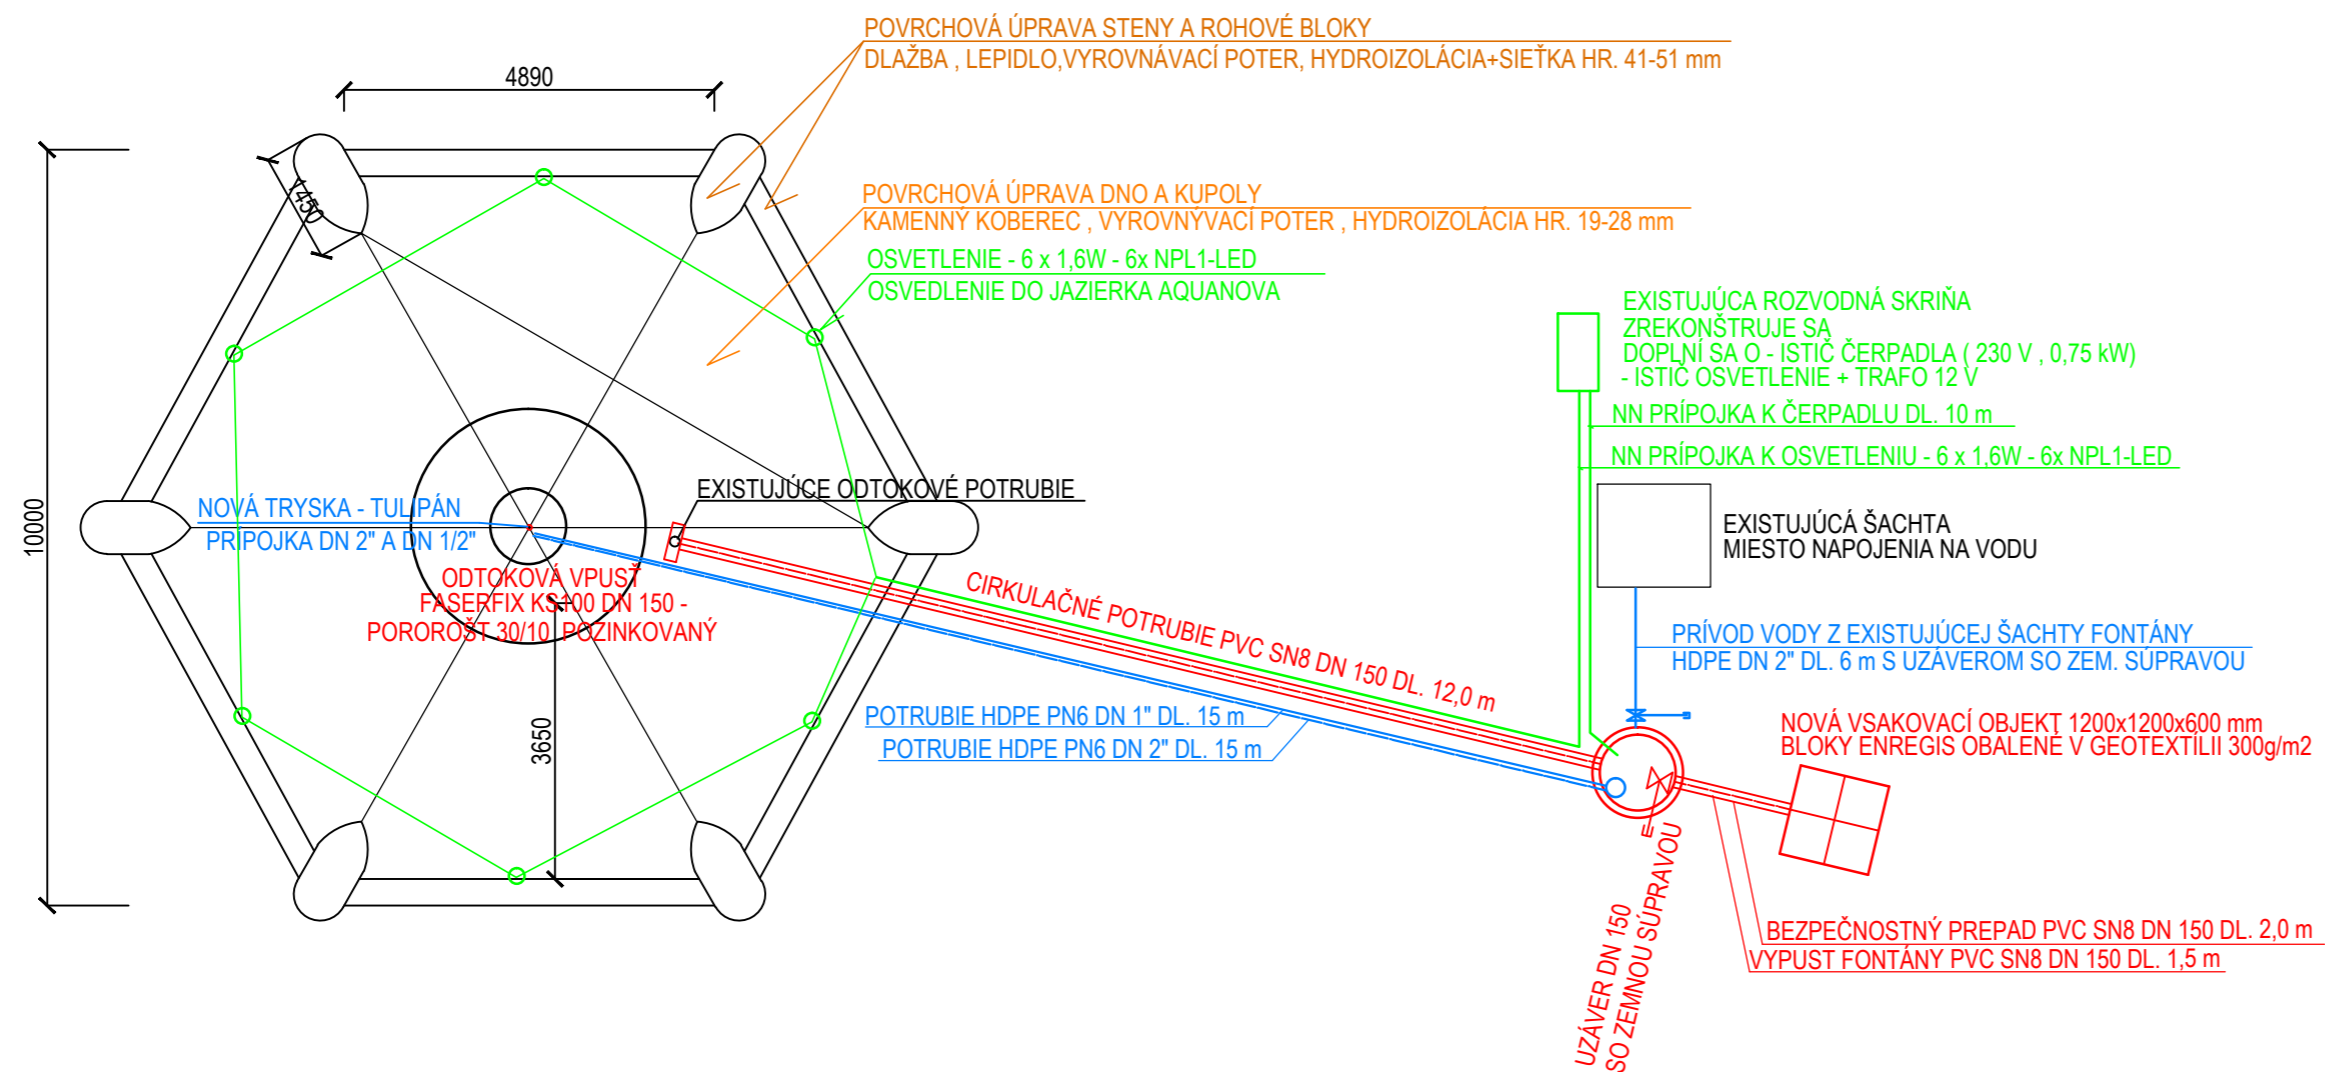 POVRCHOVÁ ÚPRAVA STENY A ROHOVÉ BLOKY
DLAŽBA , LEPIDLO,VYROVNÁVACÍ POTER, HYDROIZOLÁCIA+SIEŤKA HR. 41-51 mm
4890
1450
POVRCHOVÁ ÚPRAVA DNO A KUPOLY
KAMENNÝ KOBEREC , VYROVNÝVACÍ POTER , HYDROIZOLÁCIA HR. 19-28 mm
OSVETLENIE - 6 x 1,6W - 6x NPL1-LED
OSVEDLENIE DO JAZIERKA AQUANOVA
EXISTUJÚCA ROZVODNÁ SKRIŇA
ZREKONŠTRUJE SA
DOPLNÍ SA O - ISTIČ ČERPADLA ( 230 V , 0,75 kW)
- ISTIČ OSVETLENIE + TRAFO 12 V
NN PRÍPOJKA K ČERPADLU DL. 10 m
NN PRÍPOJKA K OSVETLENIU - 6 x 1,6W - 6x NPL1-LED
10000
EXISTUJÚCE ODTOKOVÉ POTRUBIE
NOVÁ TRYSKA - TULIPÁN
PRÍPOJKA DN 2" A DN 1/2"
EXISTUJÚCÁ ŠACHTA
MIESTO NAPOJENIA NA VODU
ODTOKOVÁ VPUSŤ
FASERFIX KS100 DN 150 -
POROROŠT 30/10 POZINKOVANÝ
CIRKULAČNÉ POTRUBIE PVC SN8 DN 150 DL. 12,0 m
PRÍVOD VODY Z EXISTUJÚCEJ ŠACHTY FONTÁNY
HDPE DN 2" DL. 6 m S UZÁVEROM SO ZEM. SÚPRAVOU
3650
POTRUBIE HDPE PN6 DN 1" DL. 15 m
POTRUBIE HDPE PN6 DN 2" DL. 15 m
NOVÁ VSAKOVACÍ OBJEKT 1200x1200x600 mm
BLOKY ENREGIS OBALENÉ V GEOTEXTÍLII 300g/m2
UZÁVER DN 150
SO ZEMNOU SÚPRAVOU
BEZPEČNOSTNÝ PREPAD PVC SN8 DN 150 DL. 2,0 m
VYPUST FONTÁNY PVC SN8 DN 150 DL. 1,5 m